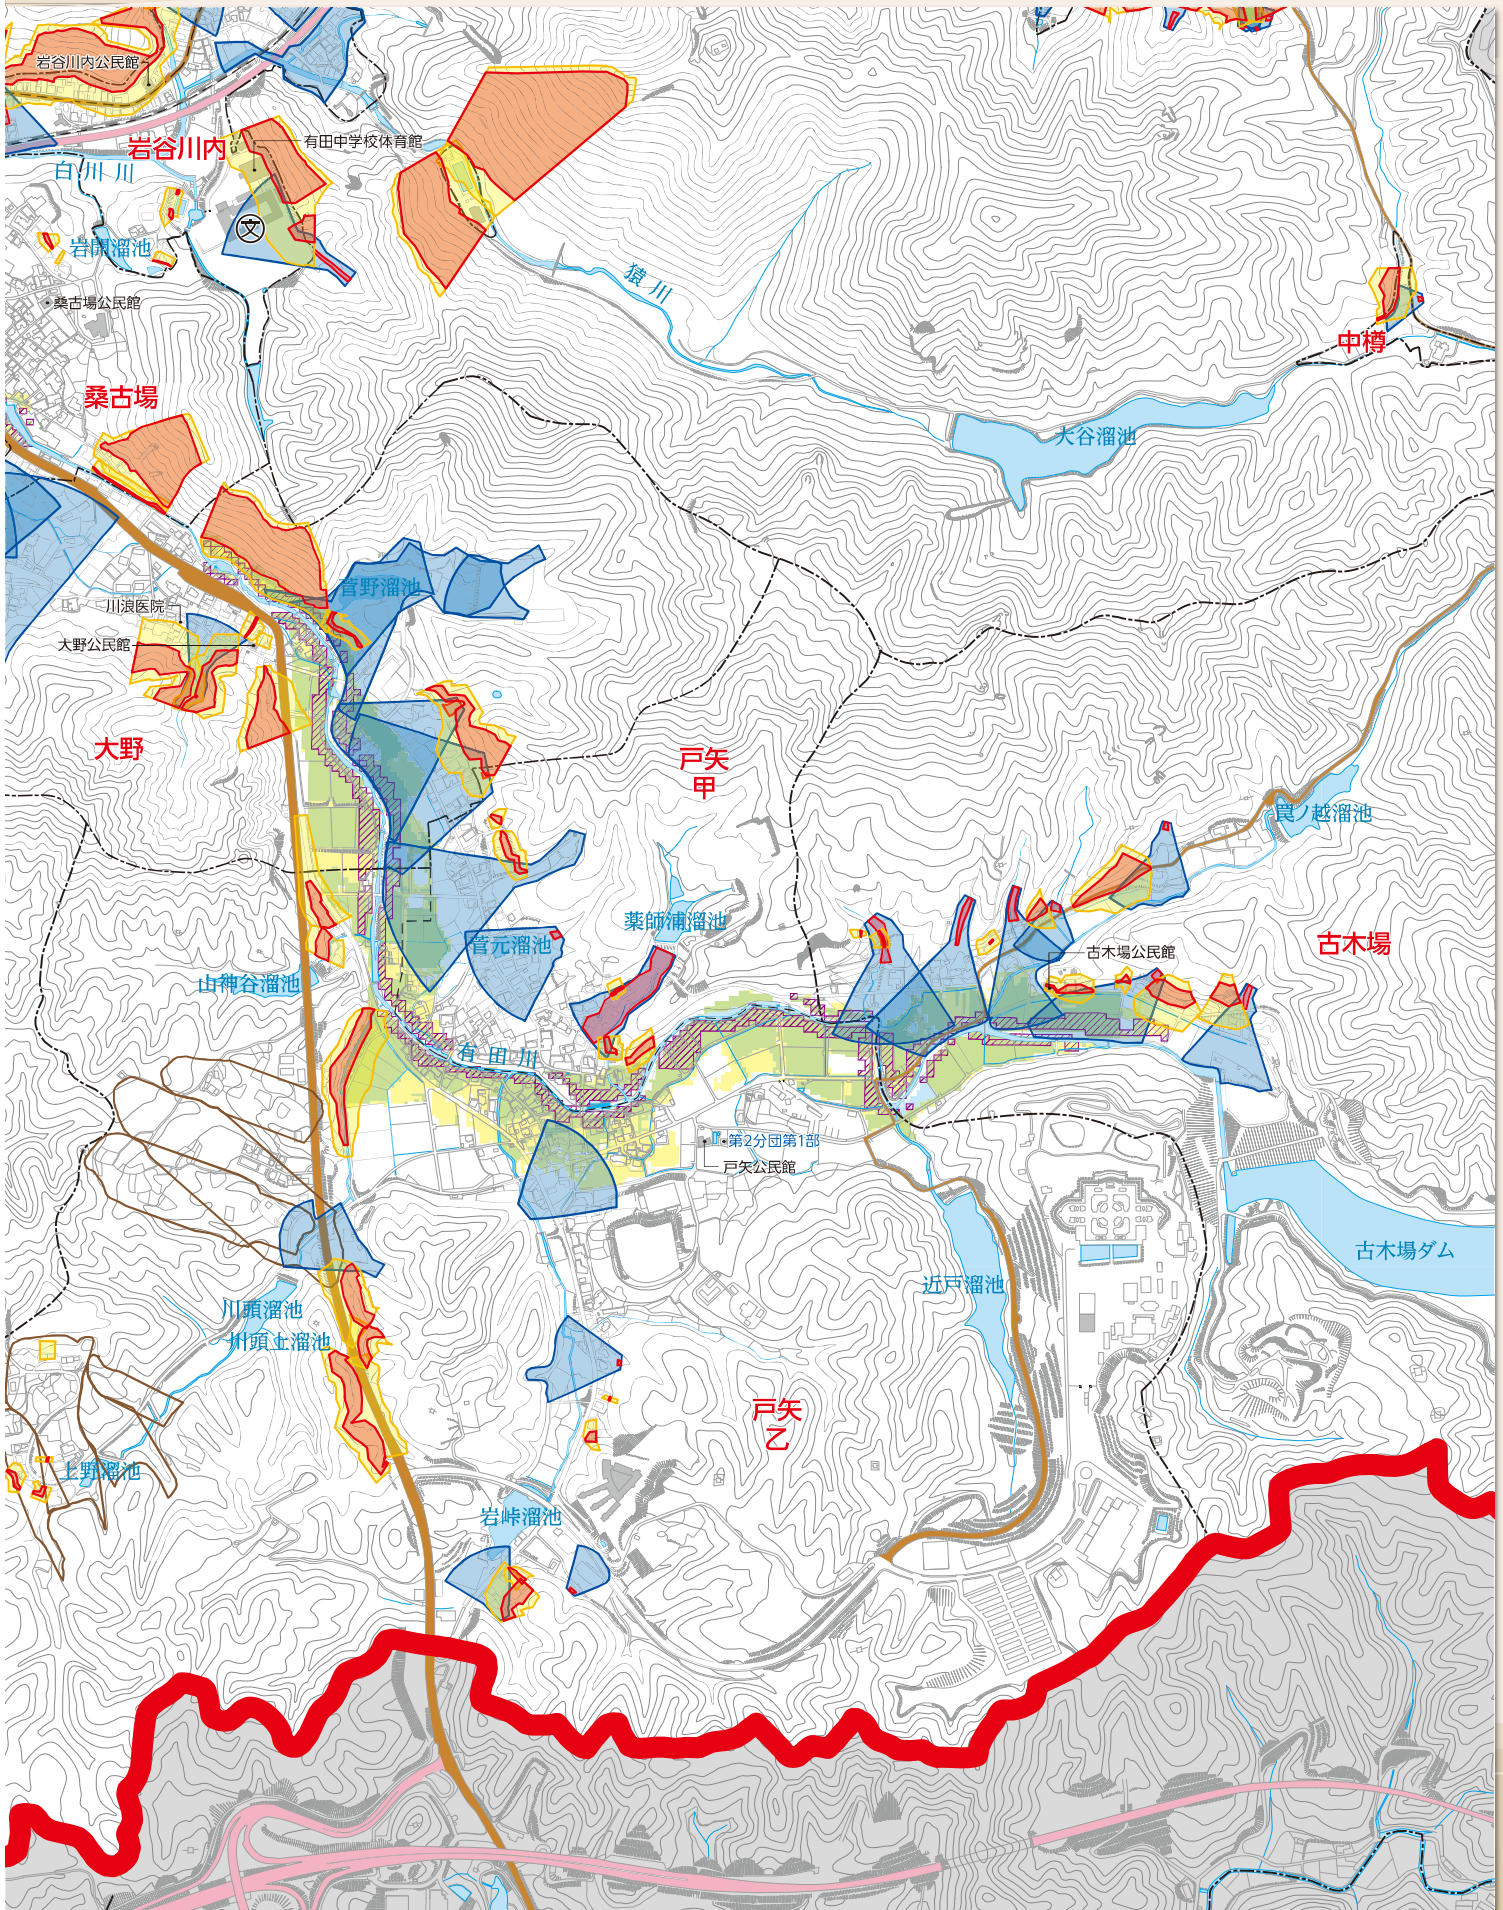 岩谷川内公民館
岩谷川内
有田中学校体育館
白川川
文
岩開溜池
猿川
桑古場公民館
中樽
桑古場
大谷溜池
菅野溜池
川浪医院
大野公民館
大野
戸矢
甲
罠ノ越溜池
薬師浦溜池
菅元溜池
古木場
古木場公民館
山神谷溜池
有田川
第2分団第1部
戸矢公民館
古木場ダム
近戸溜池
川頭溜池
川頭上溜池
戸矢
乙
上野溜池
岩峠溜池